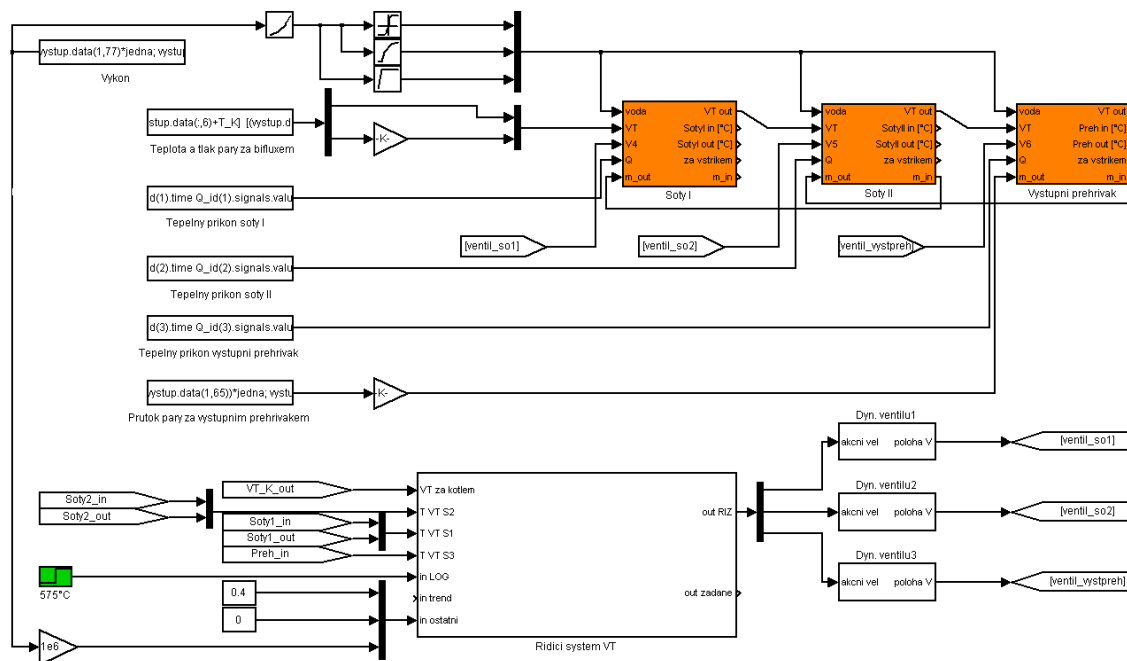 vystup.data(1,77)*jedna; vystup
Vykon
stup.data(:,6)+T_K] [(vystup.d
Teplota a tlak pary za bifluxem
-K-
d(1).time Q_id(1).signals.valu
Tepelny prikon soty I
d(2).time Q_id(2).signals.valu
Tepelny prikon soty II
d(3).time Q_id(3).signals.valu
Tepelny prikon vystupni prehrivak
vystup.data(1,65))*jedna; vystu
Prutok pary za vystupnim prehrivakem
-K-
voda VT out
VT SotyI in [°C]
V4 SotyI out [°C]
Q za vstrikem
m_out m_in
Soty I
voda VT out
VT SotyII in [°C]
V5 SotyII out [°C]
Q za vstrikem
m_out m_in
Soty II
voda VT out
VT Preh in [°C]
V6 Preh out [°C]
Q za vstrikem
m_out m_in
Vystupni prehrivak
[ventil_so1]
[ventil_so2]
[ventil_vystpreh]
Soty2_in
Soty2_out
VT_K_out
Soty1_in
Soty1_out
Preh_in
575°C
0.4
0
1e6
VT za kotlem
T VT S2
T VT S1
T VT S3
in LOG
in trend
in ostatni
out RIZ
out zadane
Ridici system VT
Dyn. ventilu1
akcni vel poloha V
[ventil_so1]
Dyn. ventilu2
akcni vel poloha V
[ventil_so2]
Dyn. ventilu3
akcni vel poloha V
[ventil_vystpreh]